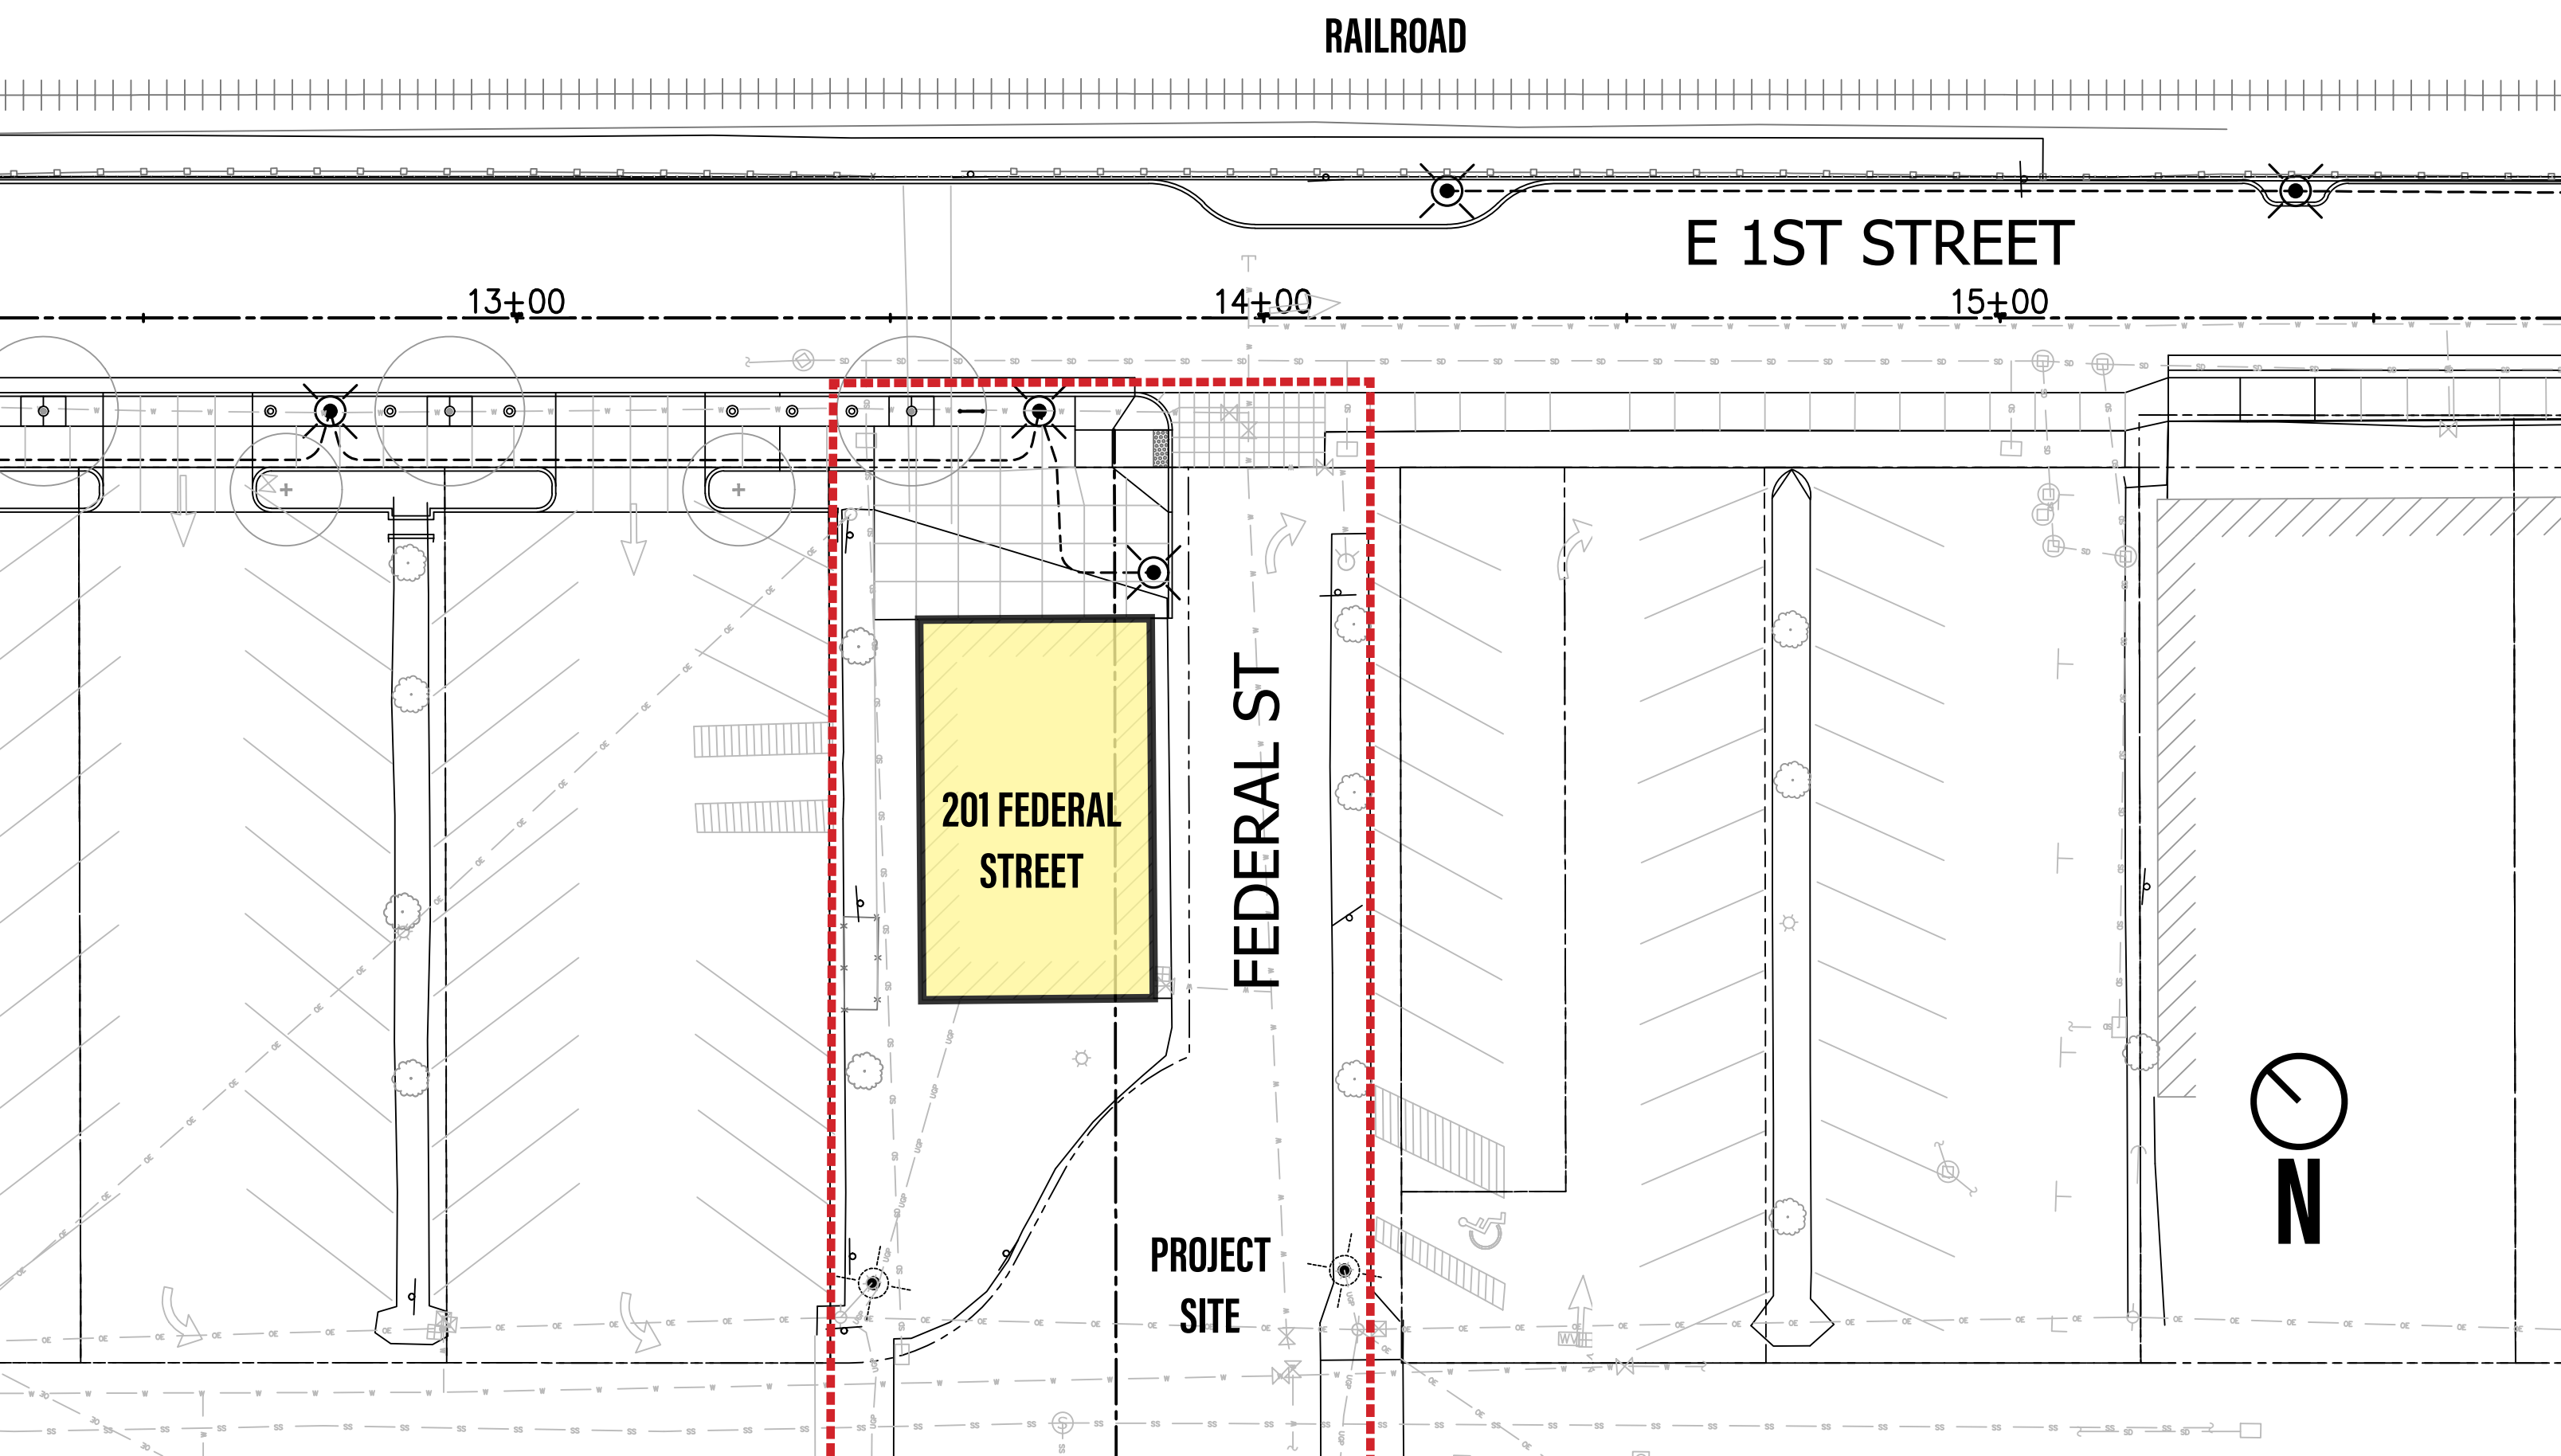 RAILROAD
E 1ST STREET
13+00
14+00
15+00
FEDERAL ST
201 FEDERAL
STREET
PROJECT
SITE
N